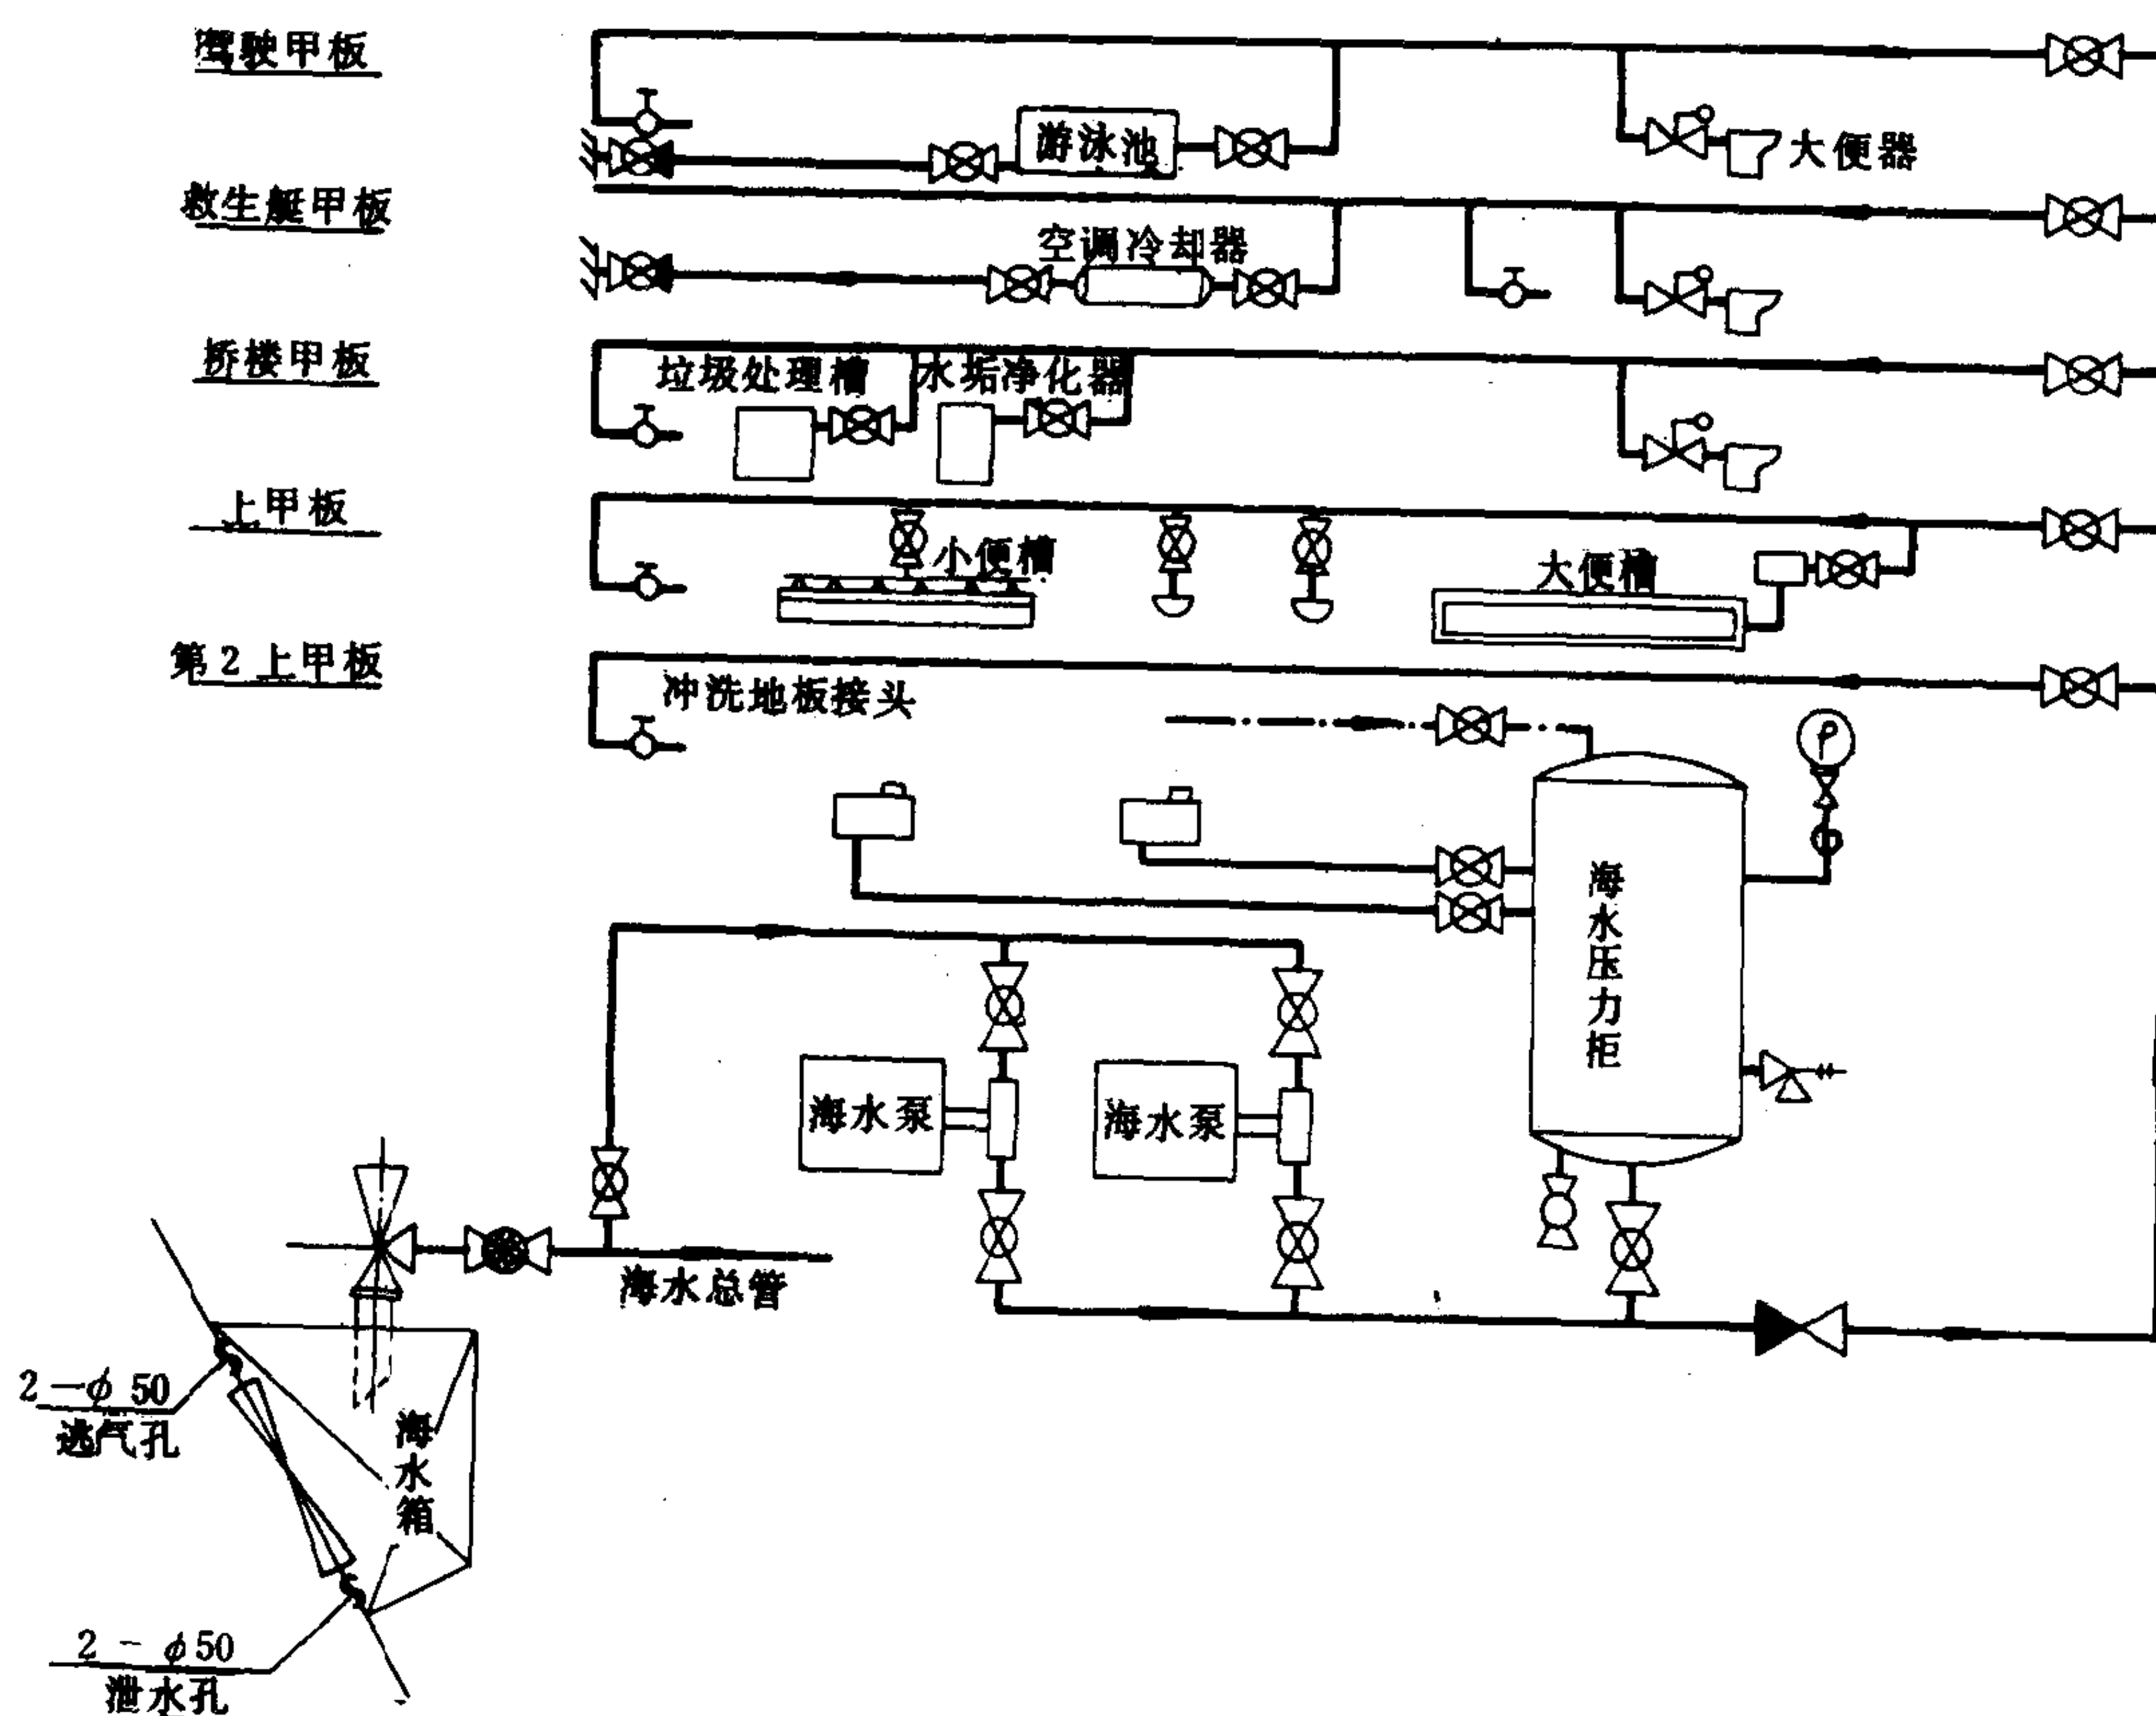 驾驶甲板
游泳池
大便器
救生艇甲板
空调冷却器
桥楼甲板
垃圾处理槽
水垢净化器
上甲板
小便槽
大便槽
第2上甲板
冲洗地板接头
P
海水压力柜
海水泵
海水泵
海水总管
2-φ50
逃气孔
海水箱
2-φ50
泄水孔